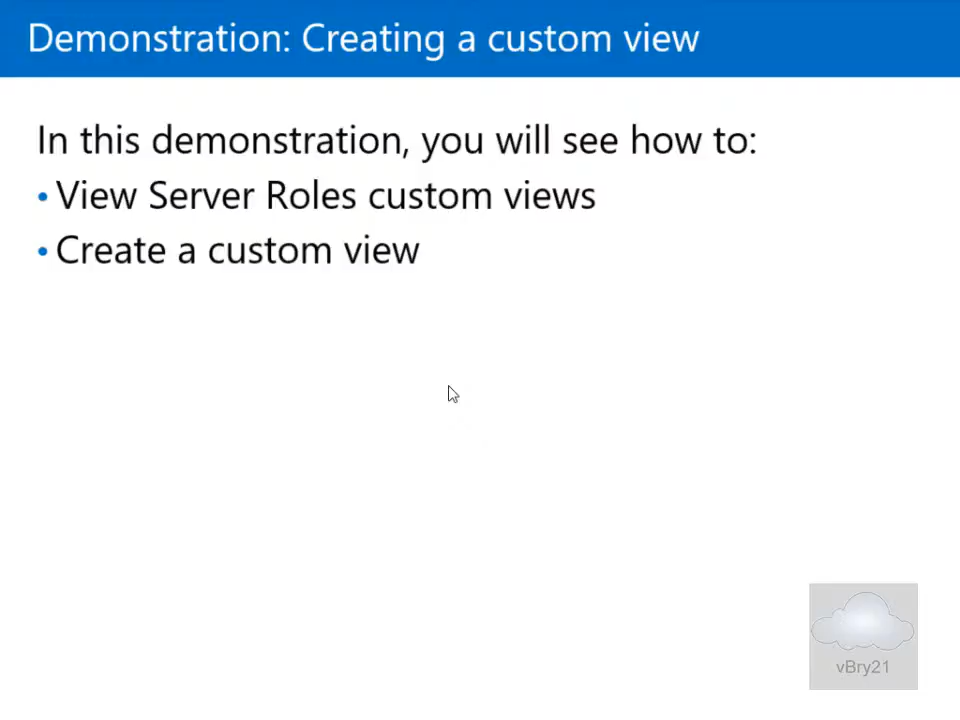 Demonstration: Creating a custom view
In this demonstration, you will see how to:
• View Server Roles custom views
• Create a custom view
vBry21